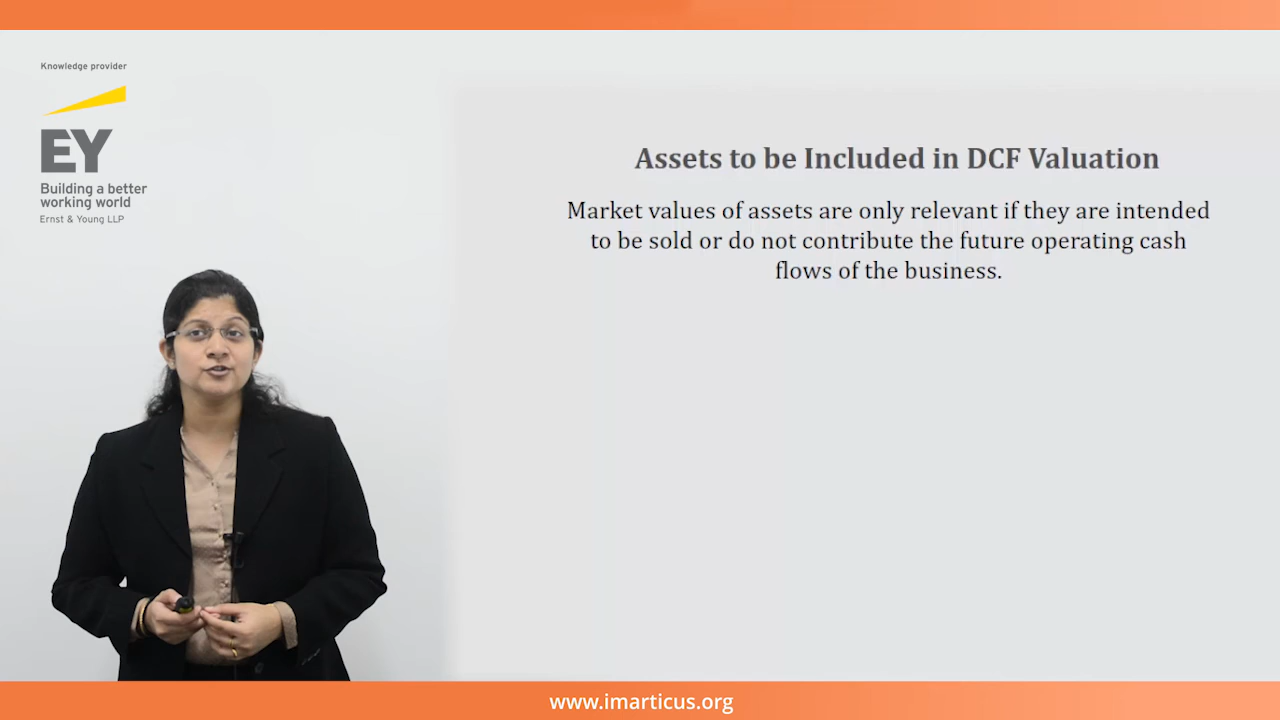 Knowledge provider
EY
Building a better
working world
Ernst & Young LLP
Assets to be Included in DCF Valuation
Market values of assets are only relevant if they are intended
to be sold or do not contribute the future operating cash
flows of the business.
www.imarticus.org